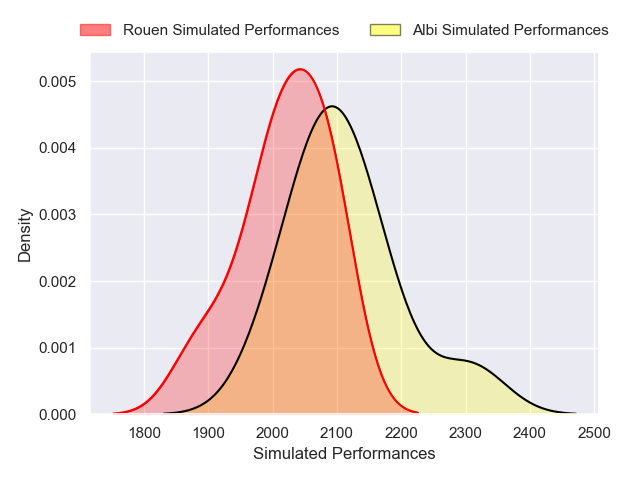 Rouen Simulated Performances Albi Simulated Performances
0.005
0.004
0.003
0.002
0.001
0.000
Density
1800 1900 2000 2100 2200 2300 2400 2500
Simulated Performances